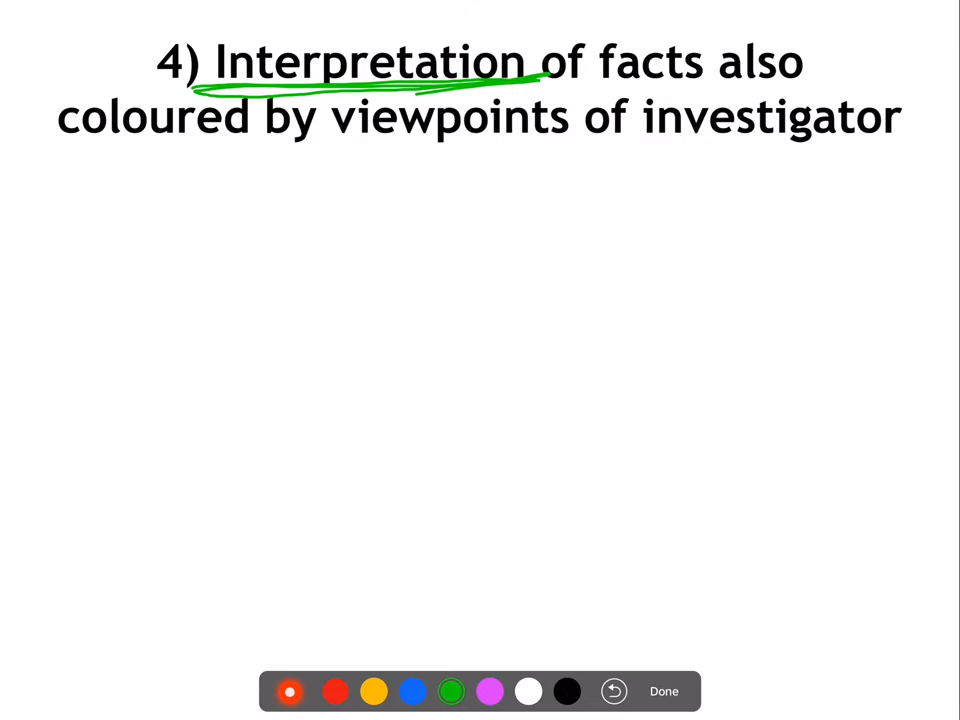 4) Interpretation of facts also
coloured by viewpoints of investigator
Done